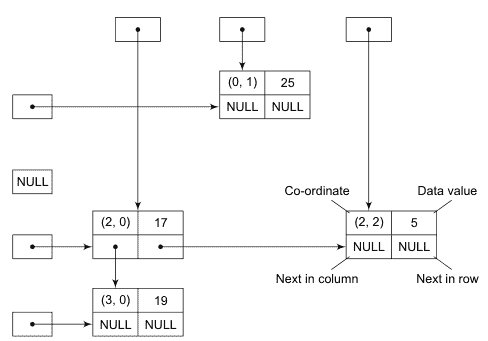 (0, 1) 25
NULL NULL
NULL
Co-ordinate Data value
(2, 0) 17 (2, 2) 5
NULL NULL
Next in column Next in row
(3, 0) 19
NULL NULL